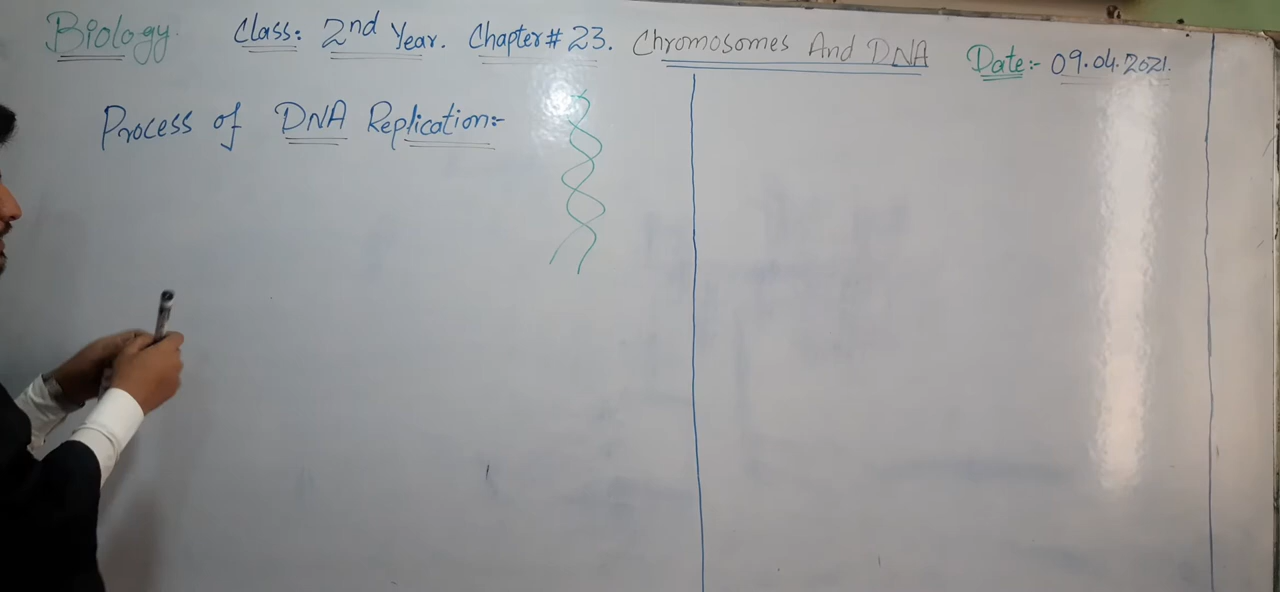 Biology. Class: 2nd Year. Chapter # 23. Chromosomes And DNA Date:- 09.04.2021.
Process of DNA Replication:-